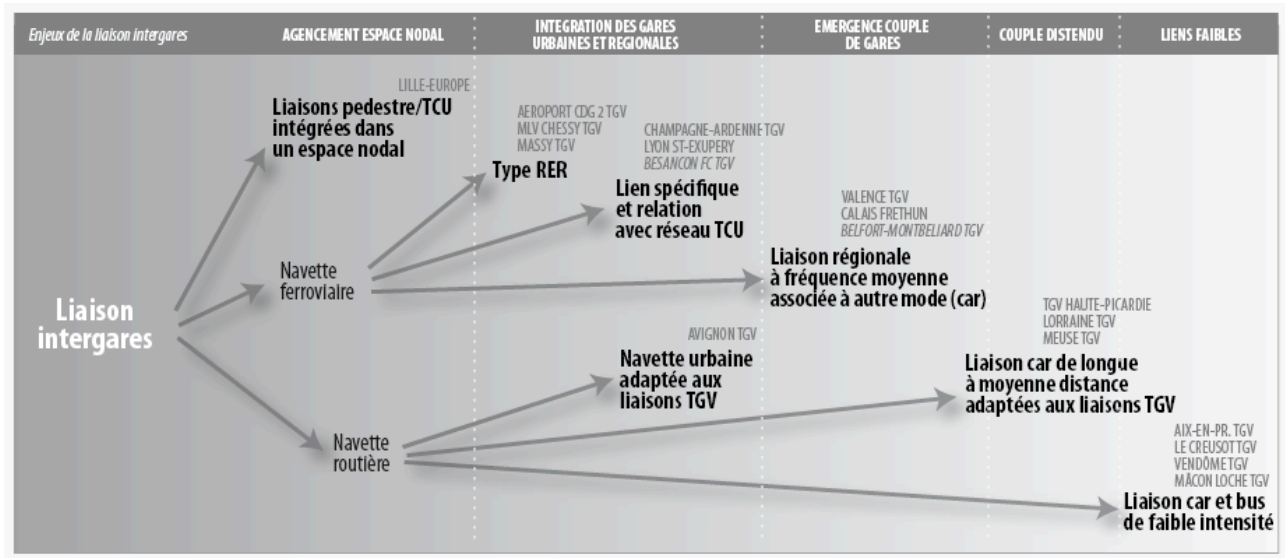 Enjeux de la liaison intergares
AGENCEMENT ESPACE NODAL
INTEGRATION DES GARES
URBAINES ET REGIONALES
EMERGENCE COUPLE
DE GARES
COUPLE DISTENDU
LIENS FAIBLES
LILLE-EUROPE
Liaisons pedestre/TCU
intégrées dans
un espace nodal
AEROPORT CDG 2 TGV
MLV CHESSY TGV
MASSY TGV
Type RER
CHAMPAGNE-ARDENNE TGV
LYON ST-EXUPERY
BESANCON FC TGV
Lien spécifique
et relation
avec réseau TCU
VALENCE TGV
CALAIS FRETHUN
BELFORT-MONTBELIARD TGV
Liaison régionale
à fréquence moyenne
associée à autre mode (car)
Navette
ferroviaire
Liaison
intergares
AVIGNON TGV
Navette urbaine
adaptée aux
liaisons TGV
TGV HAUTE-PICARDIE
LORRAINE TGV
MEUSE TGV
Liaison car de longue
à moyenne distance
adaptées aux liaisons TGV
Navette
routière
AIX-EN-PR. TGV
LE CREUSOT TGV
VENDÔME TGV
MÂCON LOCHE TGV
Liaison car et bus
de faible intensité